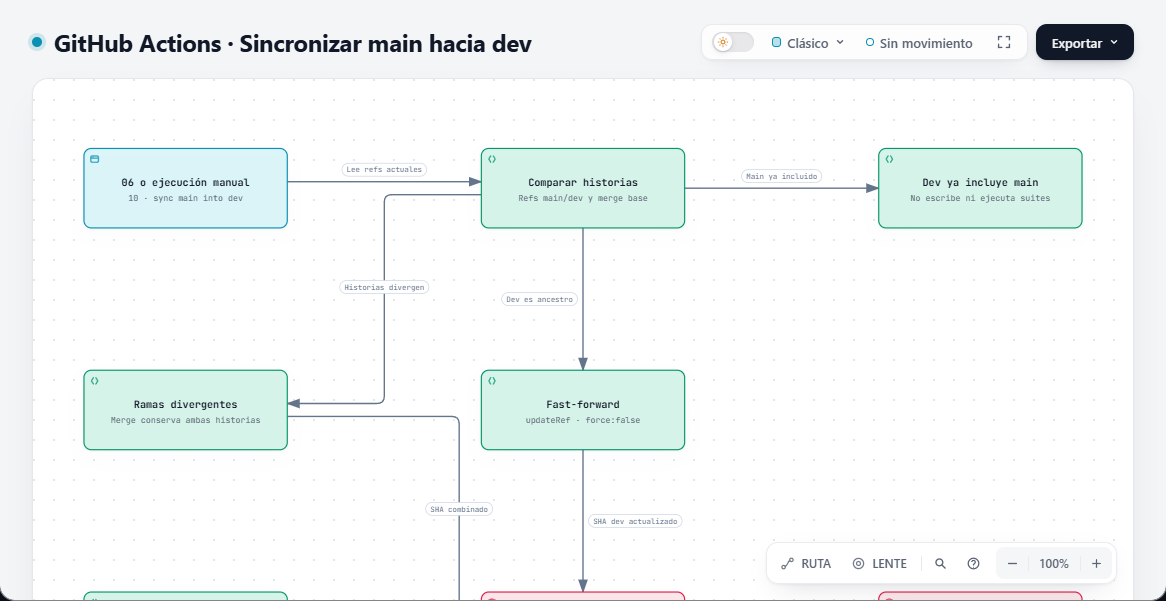 GitHub Actions · Sincronizar main hacia dev
Clásico
Sin movimiento
Exportar
06 o ejecución manual
10 · sync main into dev
Lee refs actuales
Comparar historias
Refs main/dev y merge base
Main ya incluido
Dev ya incluye main
No escribe ni ejecuta suites
Historias divergen
Dev es ancestro
Ramas divergentes
Merge conserva ambas historias
Fast-forward
updateRef · force:false
SHA combinado
SHA dev actualizado
RUTA
LENTE
100%